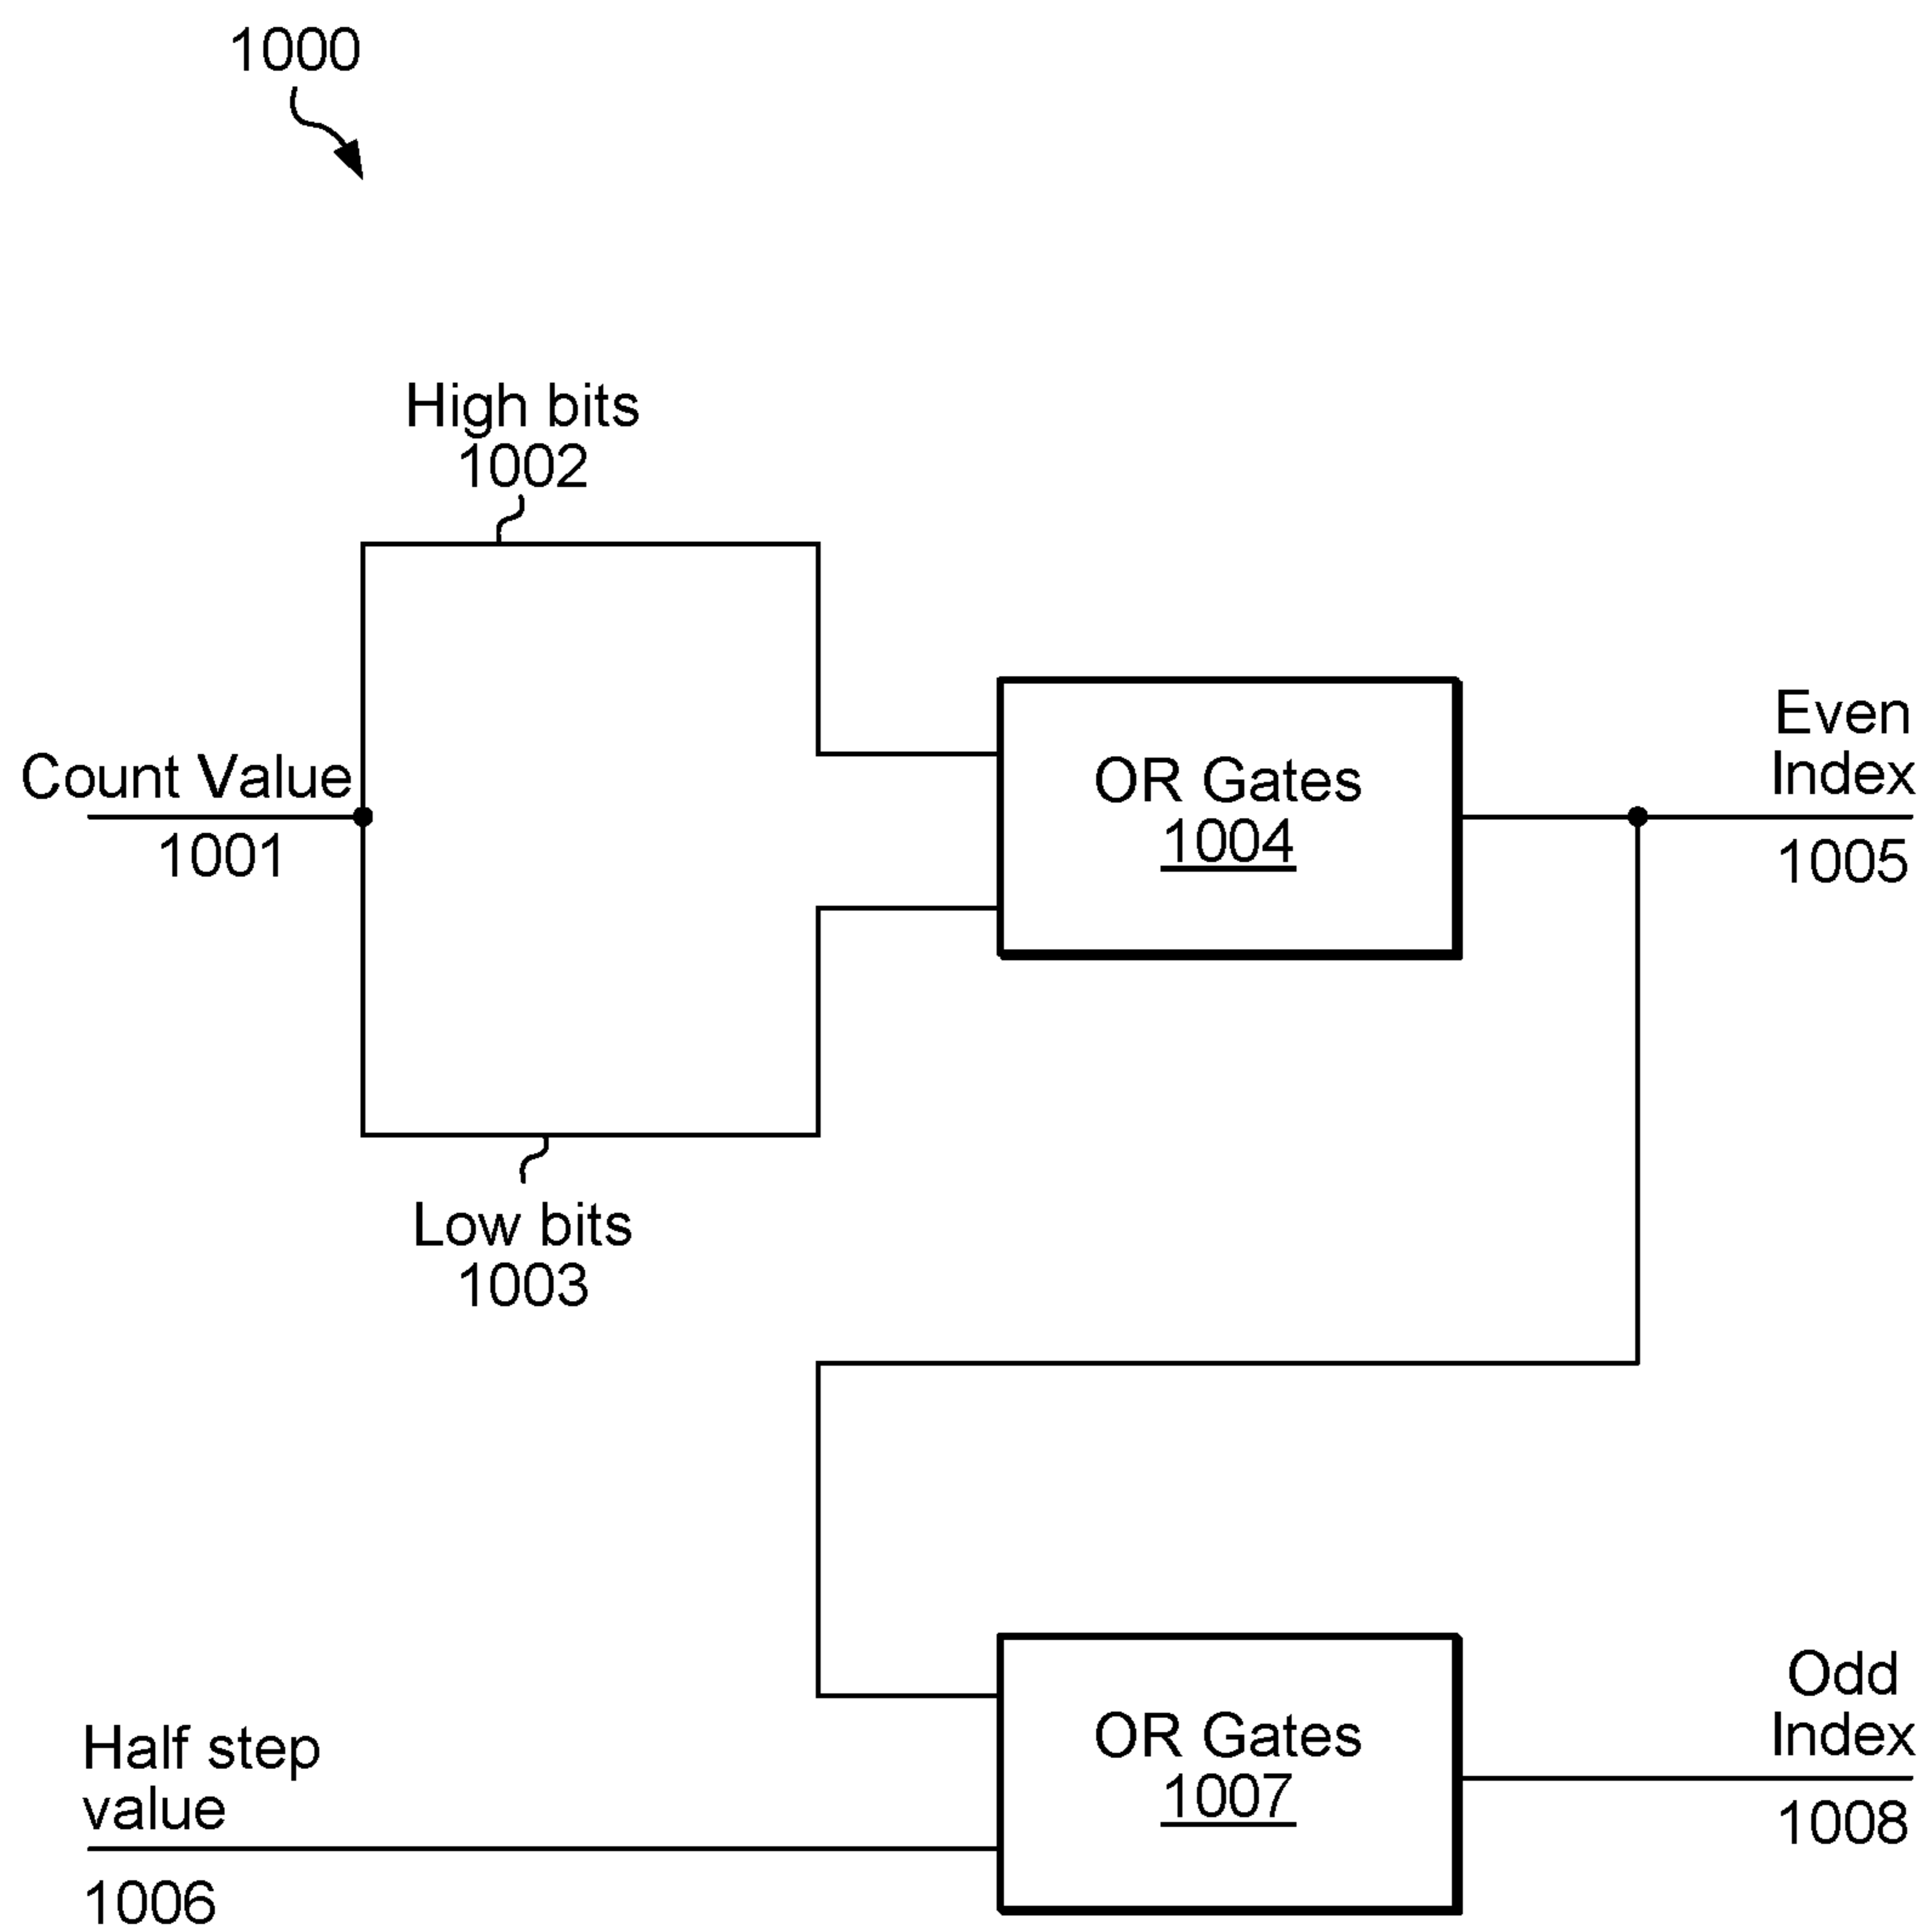 1000
High bits
1002
Count Value
1001
OR Gates
1004
Even
Index
1005
Low bits
1003
Half step
value
1006
OR Gates
1007
Odd
Index
1008